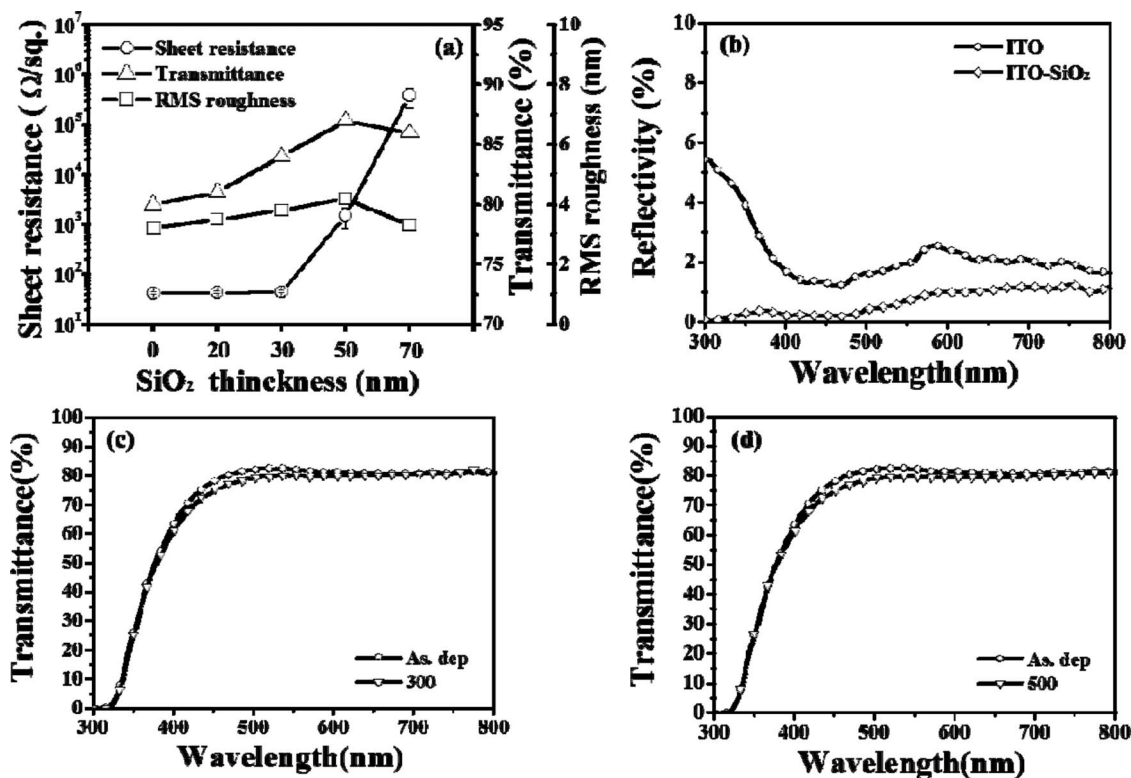 (a)
Sheet resistance
Transmittance
RMS roughness
Sheet resistance ( Ω/sq.)
10⁷
10⁶
10⁵
10⁴
10³
10²
10¹
0 20 30 50 70
SiO₂ thinckness (nm)
95
90
85
80
75
70
Transmittance (%)
10
8
6
4
2
0
RMS roughness (nm)
(b)
ITO
ITO-SiO₂
Reflectivity (%)
10
8
6
4
2
0
300 400 500 600 700 800
Wavelength(nm)
(c)
Transmittance(%)
100
90
80
70
60
50
40
30
20
10
0
As. dep
300
300 400 500 600 700 800
Wavelength(nm)
(d)
Transmittance(%)
100
90
80
70
60
50
40
30
20
10
0
As. dep
500
300 400 500 600 700 800
Wavelength(nm)